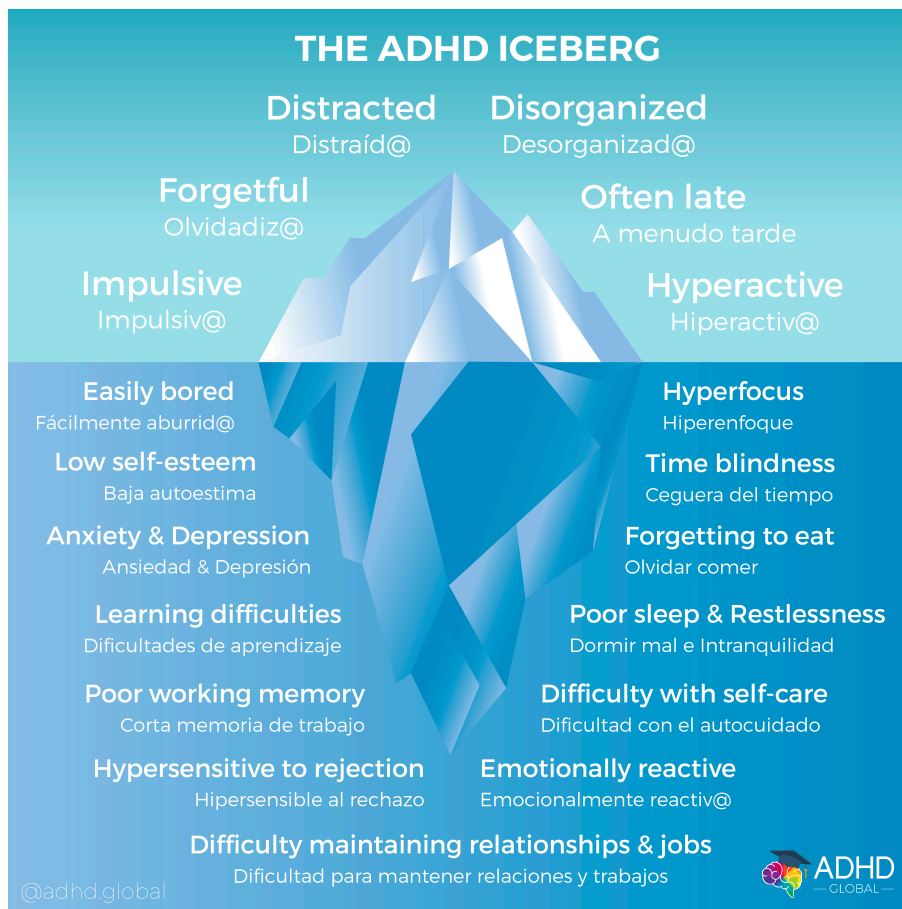 THE ADHD ICEBERG
Distracted
Distraíd@
Disorganized
Desorganizad@
Forgetful
Olvidadiz@
Often late
A menudo tarde
Impulsive
Impulsiv@
Hyperactive
Hiperactiv@
Easily bored
Fácilmente aburrid@
Hyperfocus
Hiperenfoque
Low self-esteem
Baja autoestima
Time blindness
Ceguera del tiempo
Anxiety & Depression
Ansiedad & Depresión
Forgetting to eat
Olvidar comer
Learning difficulties
Dificultades de aprendizaje
Poor sleep & Restlessness
Dormir mal e Intranquilidad
Poor working memory
Corta memoria de trabajo
Difficulty with self-care
Dificultad con el autocuidado
Hypersensitive to rejection
Hipersensible al rechazo
Emotionally reactive
Emocionalmente reactiv@
Difficulty maintaining relationships & jobs
Dificultad para mantener relaciones y trabajos
@adhd.global
ADHD
GLOBAL